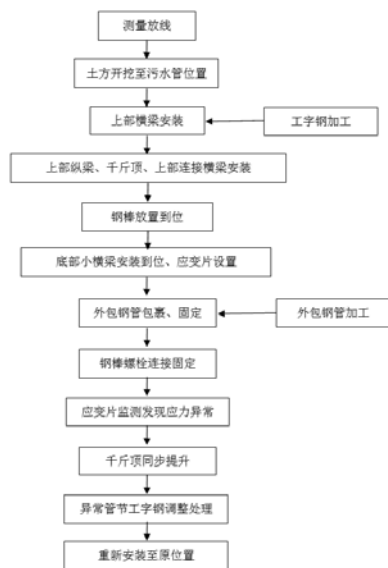 测量放线
土方开挖至污水管位置
上部横梁安装
工字钢加工
上部纵梁、千斤顶、上部连接横梁安装
钢棒放置到位
底部小横梁安装到位、应变片设置
外包钢管包裹、固定
外包钢管加工
钢棒螺栓连接固定
应变片监测发现应力异常
千斤顶同步提升
异常管节工字钢调整处理
重新安装至原位置